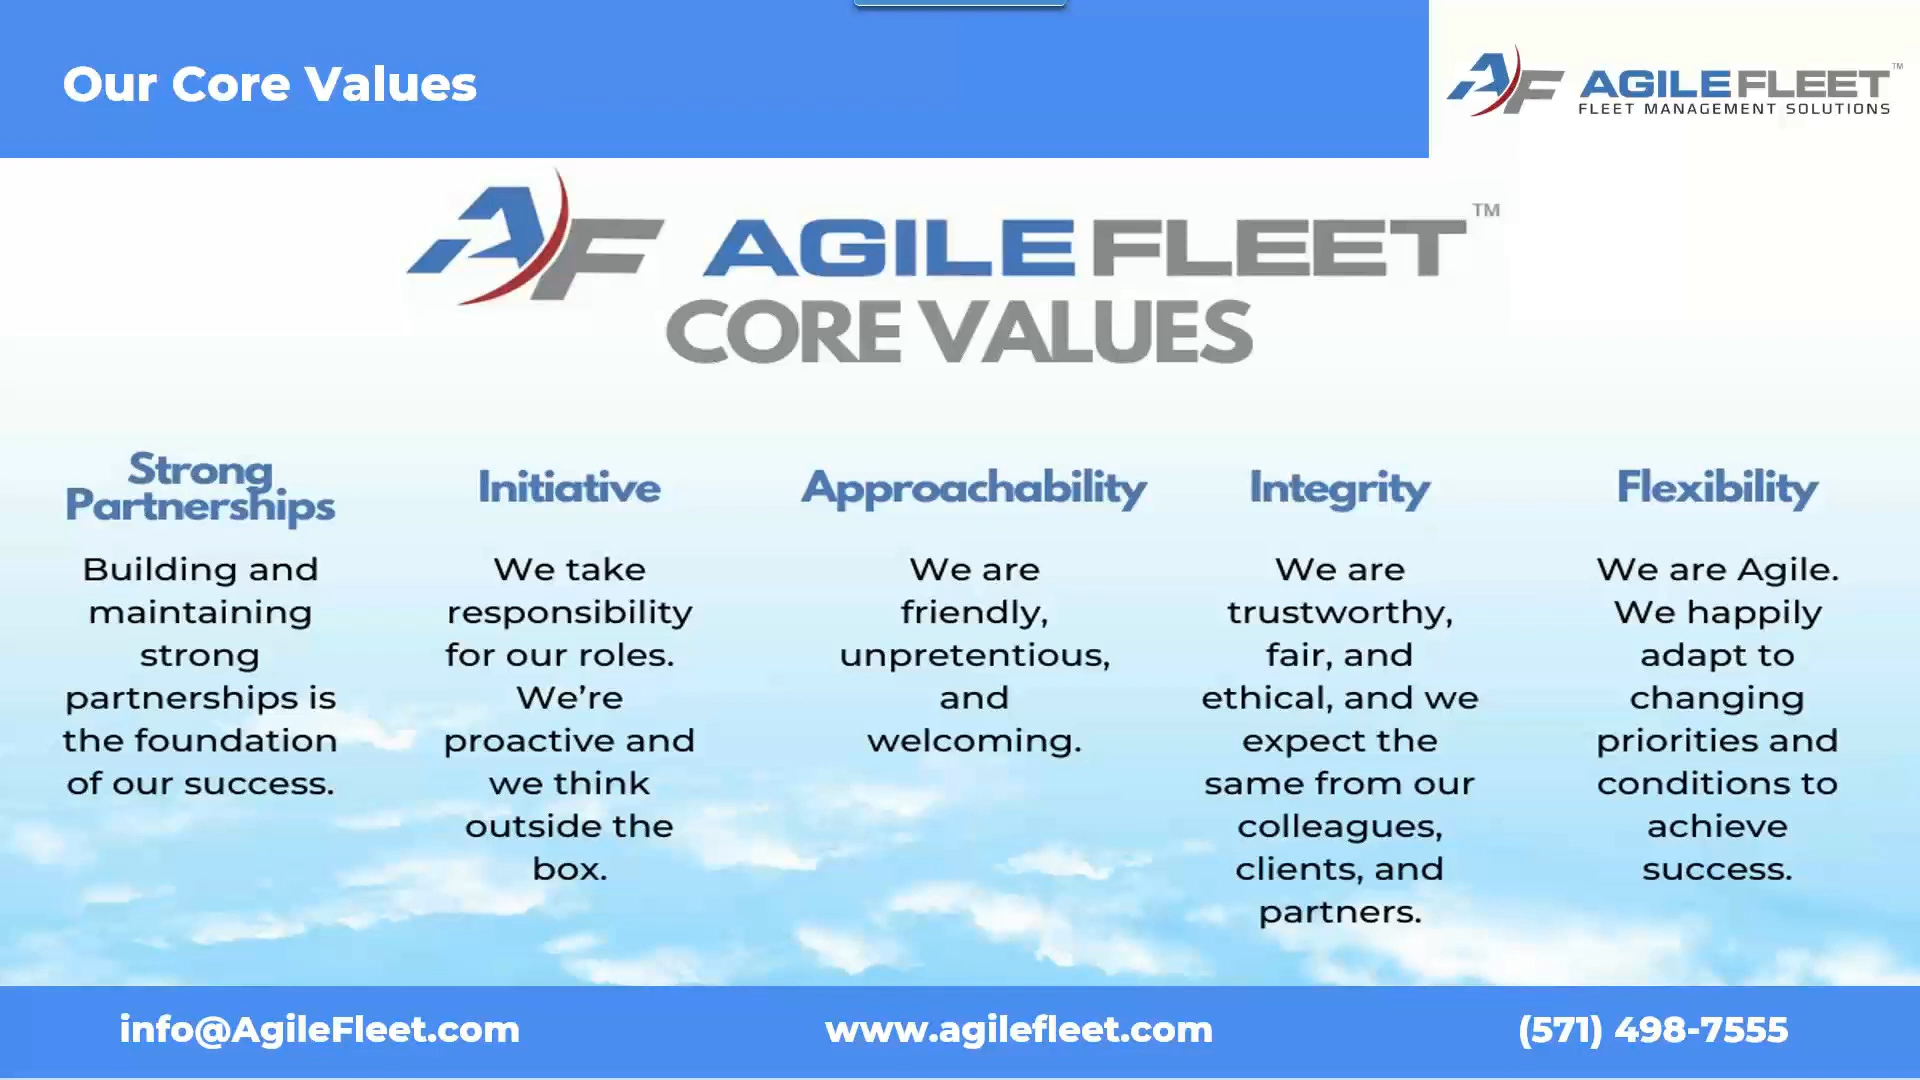 Our Core Values
AF AGILEFLEET™
FLEET MANAGEMENT SOLUTIONS
AF AGILEFLEET™
CORE VALUES
Strong
Partnerships
Building and
maintaining
strong
partnerships is
the foundation
of our success.
Initiative
We take
responsibility
for our roles.
We’re
proactive and
we think
outside the
box.
Approachability
We are
friendly,
unpretentious,
and
welcoming.
Integrity
We are
trustworthy,
fair, and
ethical, and we
expect the
same from our
colleagues,
clients, and
partners.
Flexibility
We are Agile.
We happily
adapt to
changing
priorities and
conditions to
achieve
success.
info@AgileFleet.com
www.agilefleet.com
(571) 498-7555